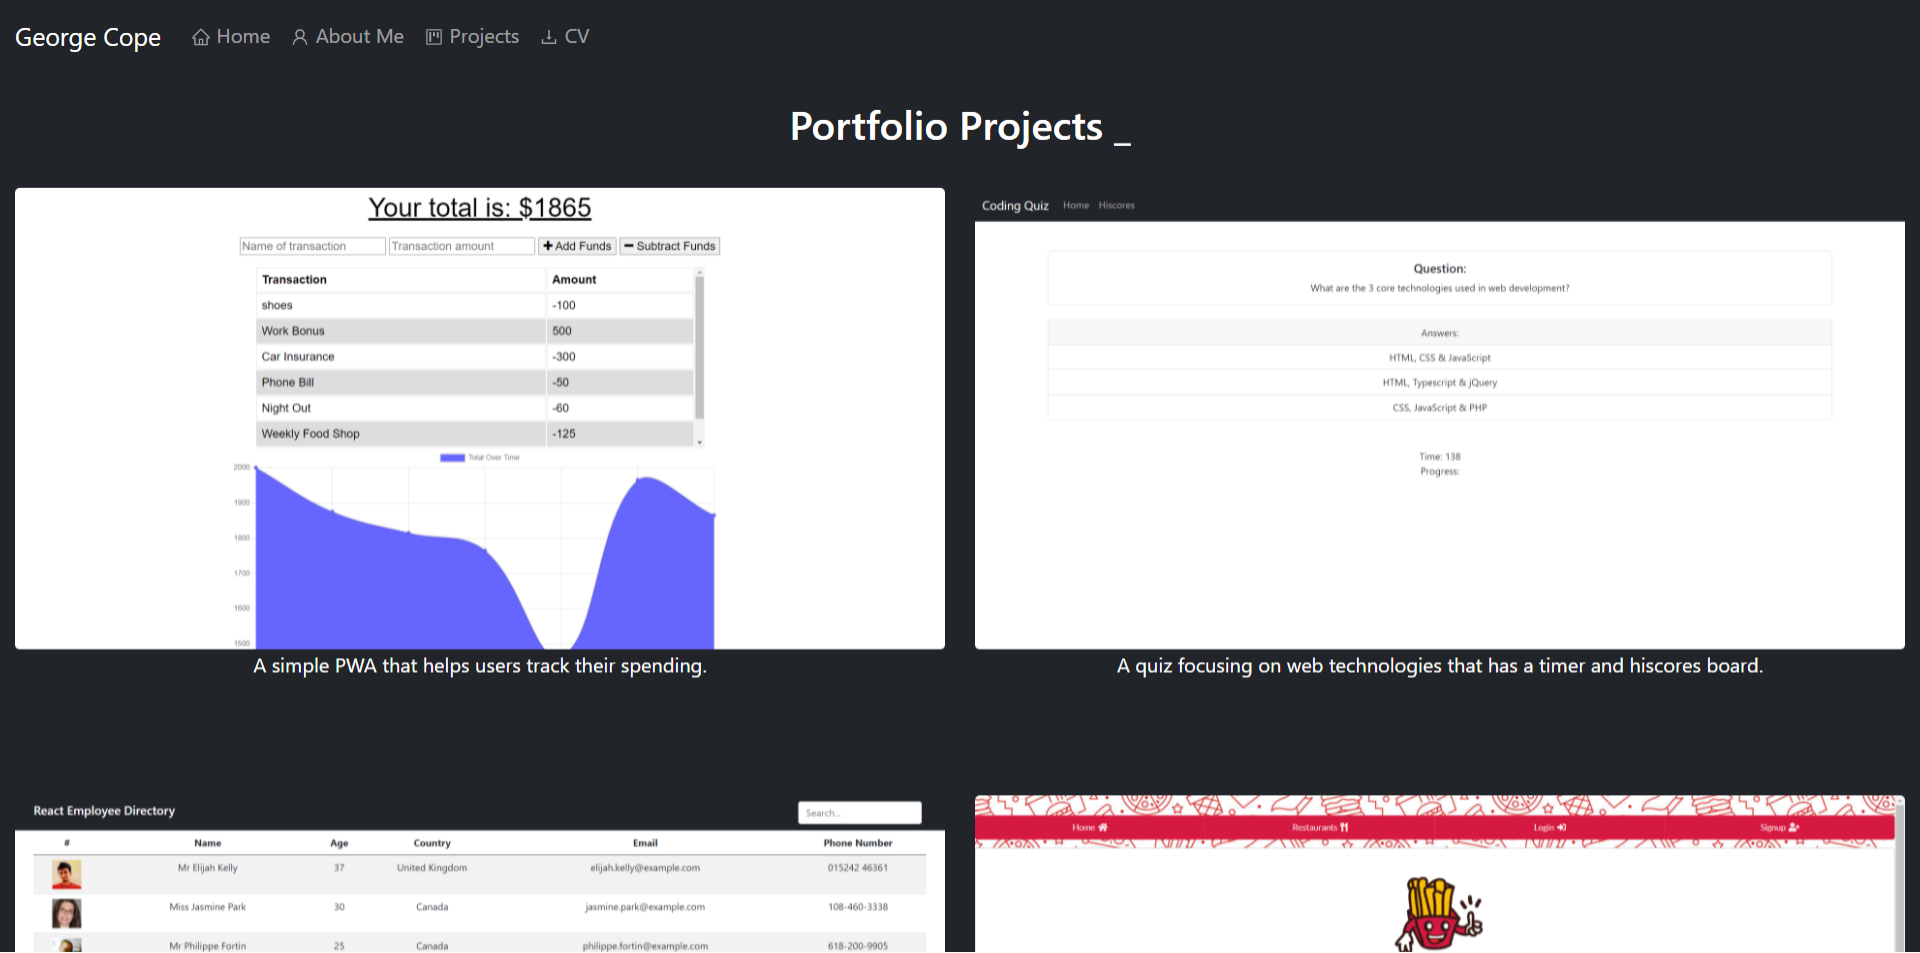 George Cope Home About Me Projects CV
Portfolio Projects _
Your total is: $1865
Name of transaction Transaction amount Add Funds Subtract Funds
Transaction Amount
shoes -100
Work Bonus 500
Car Insurance -300
Phone Bill -50
Night Out -60
Weekly Food Shop -125
Total Over Time
2000
1900
1800
1700
1600
1500
A simple PWA that helps users track their spending.
Coding Quiz Home Hiscores
Question:
What are the 3 core technologies used in web development?
Answers:
HTML, CSS & JavaScript
HTML, Typescript & jQuery
CSS, JavaScript & PHP
Time: 138
Progress:
A quiz focusing on web technologies that has a timer and hiscores board.
React Employee Directory Search...
# Name Age Country Email Phone Number
Mr Elijah Kelly 37 United Kingdom elijah.kelly@example.com 015242 46361
Miss Jasmine Park 30 Canada jasmine.park@example.com 108-460-3338
Mr Philippe Fortin 25 Canada philippe.fortin@example.com 618-200-9905
Home Restaurants Login Signup